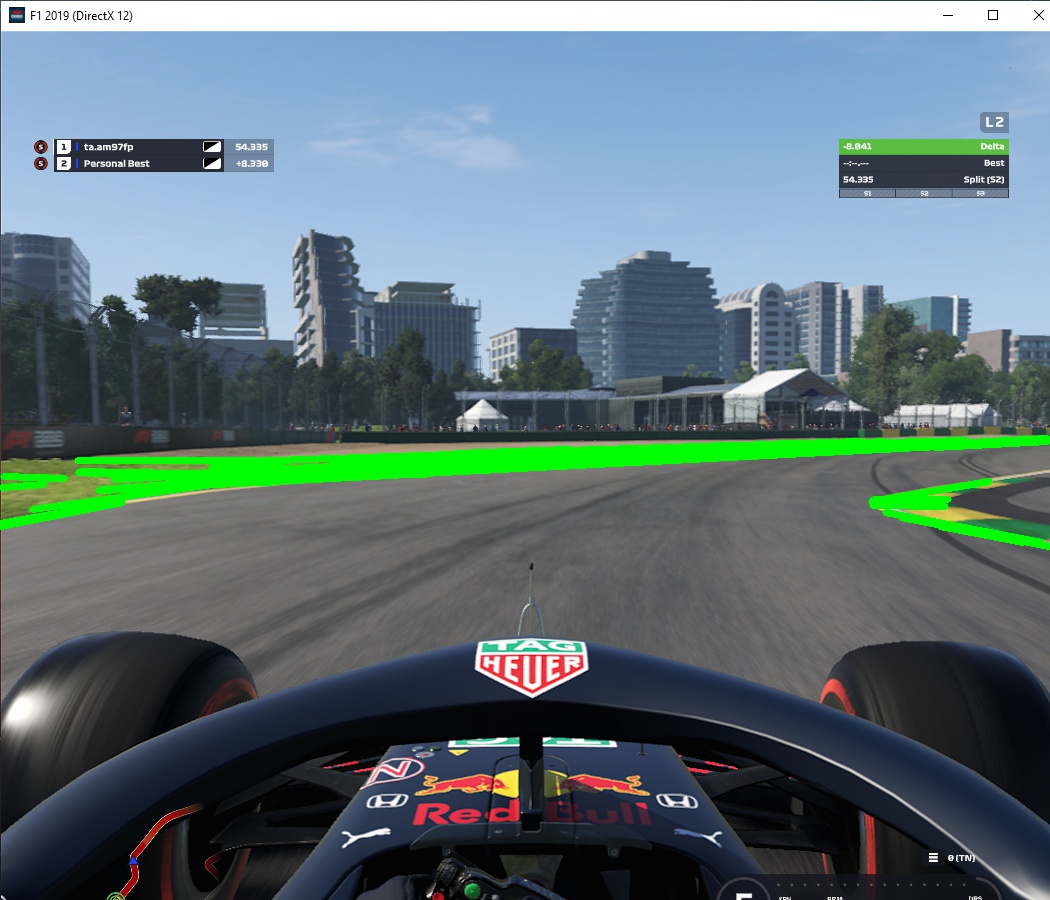 F1 2019 (DirectX 12)
L2
S 1 ta.am97fp 54.335
S 2 Personal Best +8.330
-8.041 Delta
--:--.--- Best
54.335 Split (S2)
S1 S2 S3
TAG
HEUER
Red Bull
0 (TN)
KPH RPM DRS